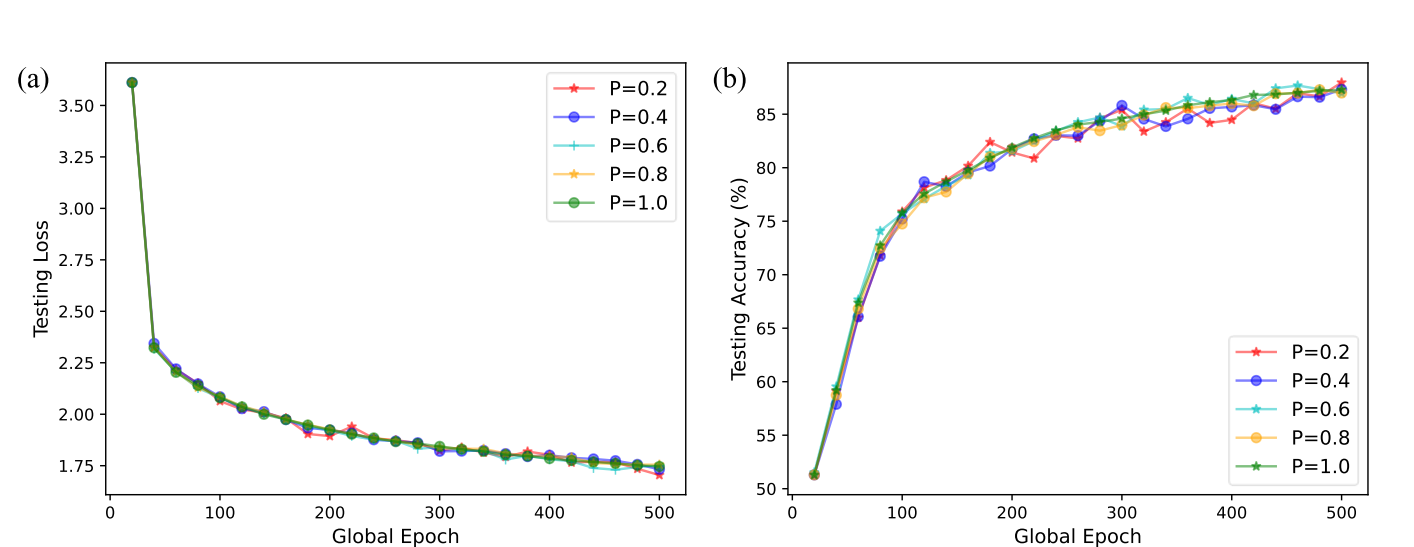 (a)
Testing Loss
3.50
3.25
3.00
2.75
2.50
2.25
2.00
1.75
0 100 200 300 400 500
Global Epoch
P=0.2
P=0.4
P=0.6
P=0.8
P=1.0
(b)
Testing Accuracy (%)
85
80
75
70
65
60
55
50
0 100 200 300 400 500
Global Epoch
P=0.2
P=0.4
P=0.6
P=0.8
P=1.0